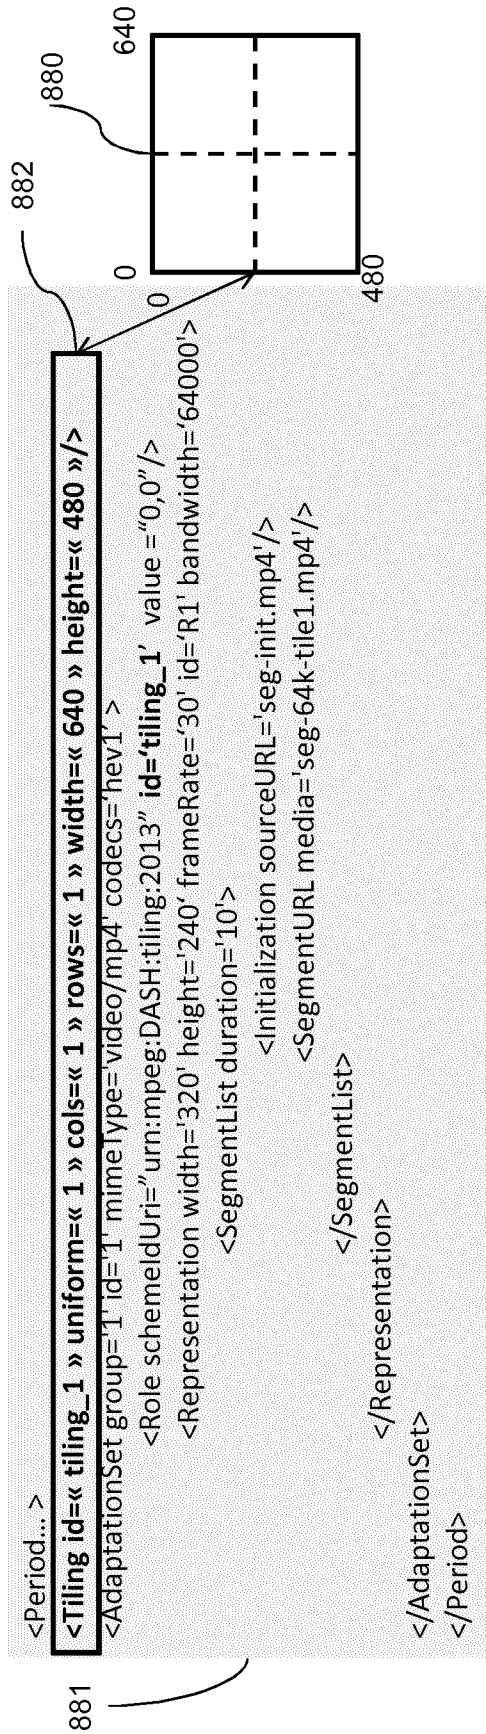 881
<Period... >
<Tiling id=« tiling_1 » uniform=« 1 » cols=« 1 » rows=« 1 » width=« 640 » height=« 480 »/>
<AdaptationSet group='1' id='1' mimeType='video/mp4' codecs='hev1' >
<Role schemeIdUri="urn:mpeg:DASH:tiling:2013" id='tiling_1' value ="0,0"/>
<Representation width='320' height='240' frameRate='30' id='R1' bandwidth='64000'>
<SegmentList duration='10'>
<Initialization sourceURL='seg-init.mp4'/>
<SegmentURL media='seg-64k-tile1.mp4'/>
</SegmentList>
</Representation>
</AdaptationSet>
</Period>
882
880
0
640
0
480